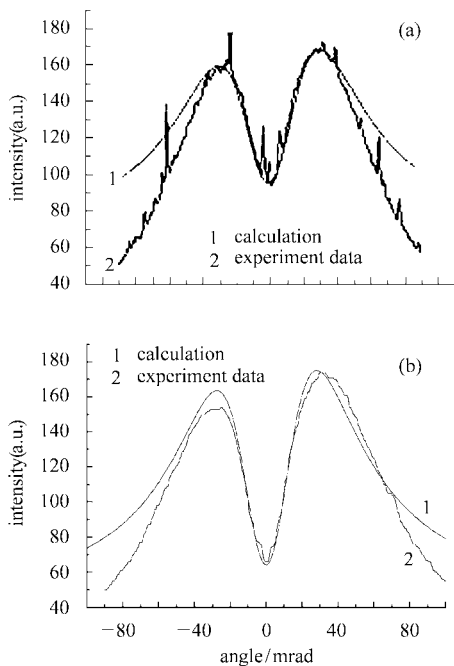 (a)
180
160
140
120
100
80
60
40
intensity(a.u.)
1
2
1 calculation
2 experiment data
(b)
1 calculation
2 experiment data
180
160
140
120
100
80
60
40
intensity(a.u.)
1
2
−80 −40 0 40 80
angle/mrad